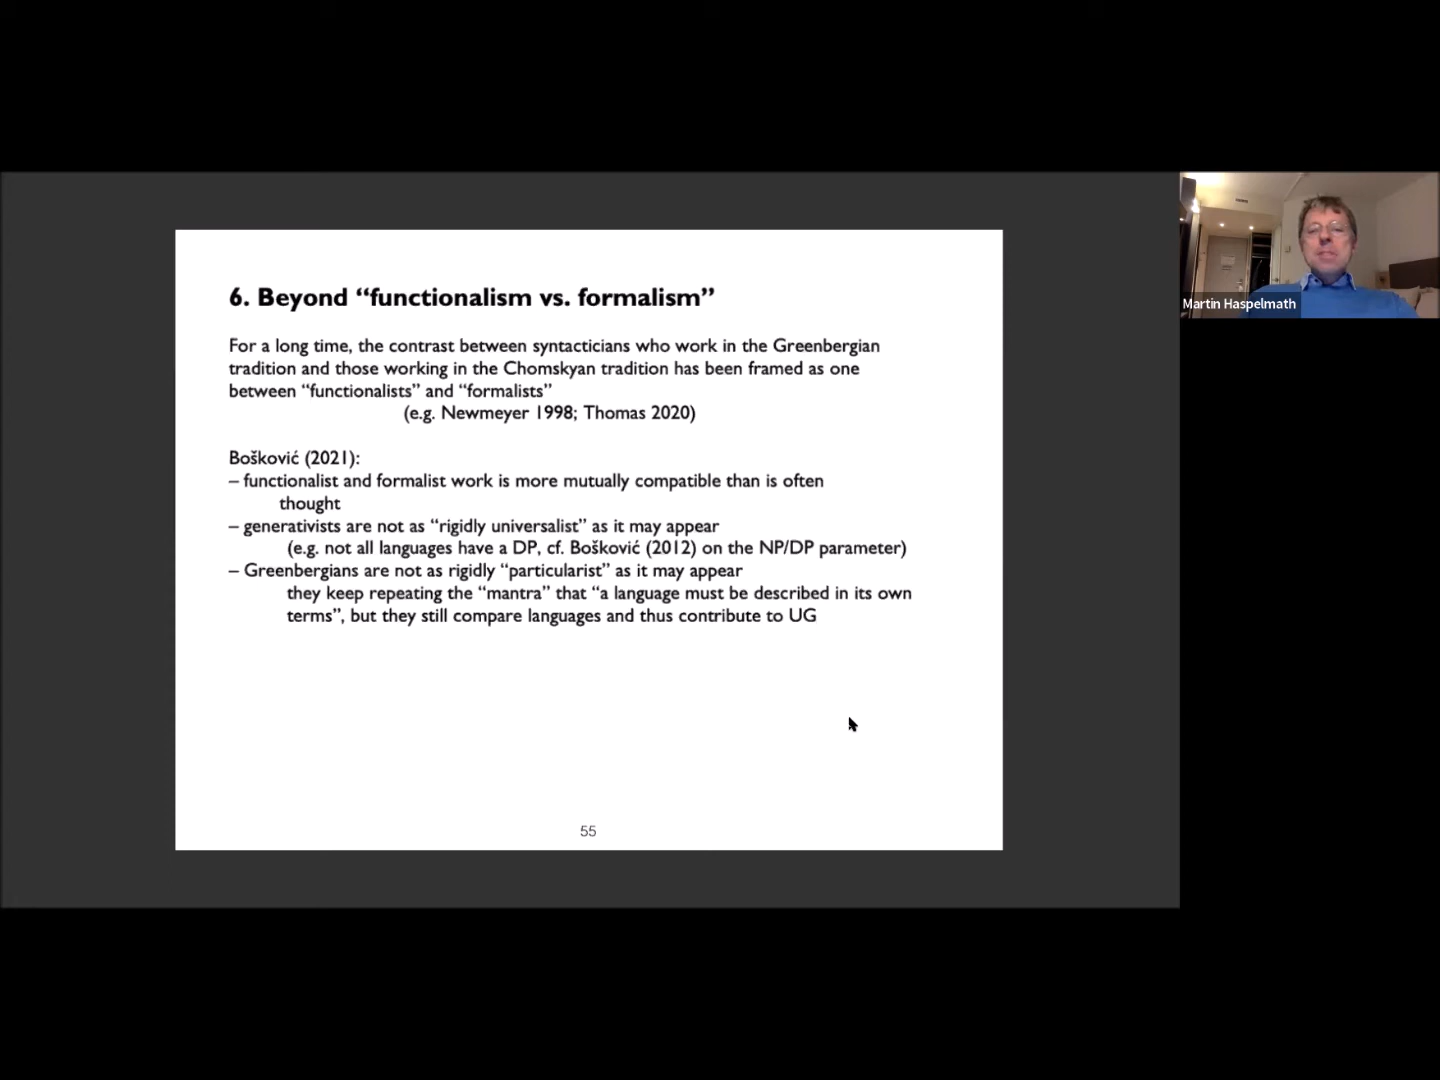 6. Beyond “functionalism vs. formalism”
For a long time, the contrast between syntacticians who work in the Greenbergian
tradition and those working in the Chomskyan tradition has been framed as one
between “functionalists” and “formalists”
(e.g. Newmeyer 1998; Thomas 2020)
Bošković (2021):
– functionalist and formalist work is more mutually compatible than is often
thought
– generativists are not as “rigidly universalist” as it may appear
(e.g. not all languages have a DP, cf. Bošković (2012) on the NP/DP parameter)
– Greenbergians are not as rigidly “particularist” as it may appear
they keep repeating the “mantra” that “a language must be described in its own
terms”, but they still compare languages and thus contribute to UG
55
Martin Haspelmath